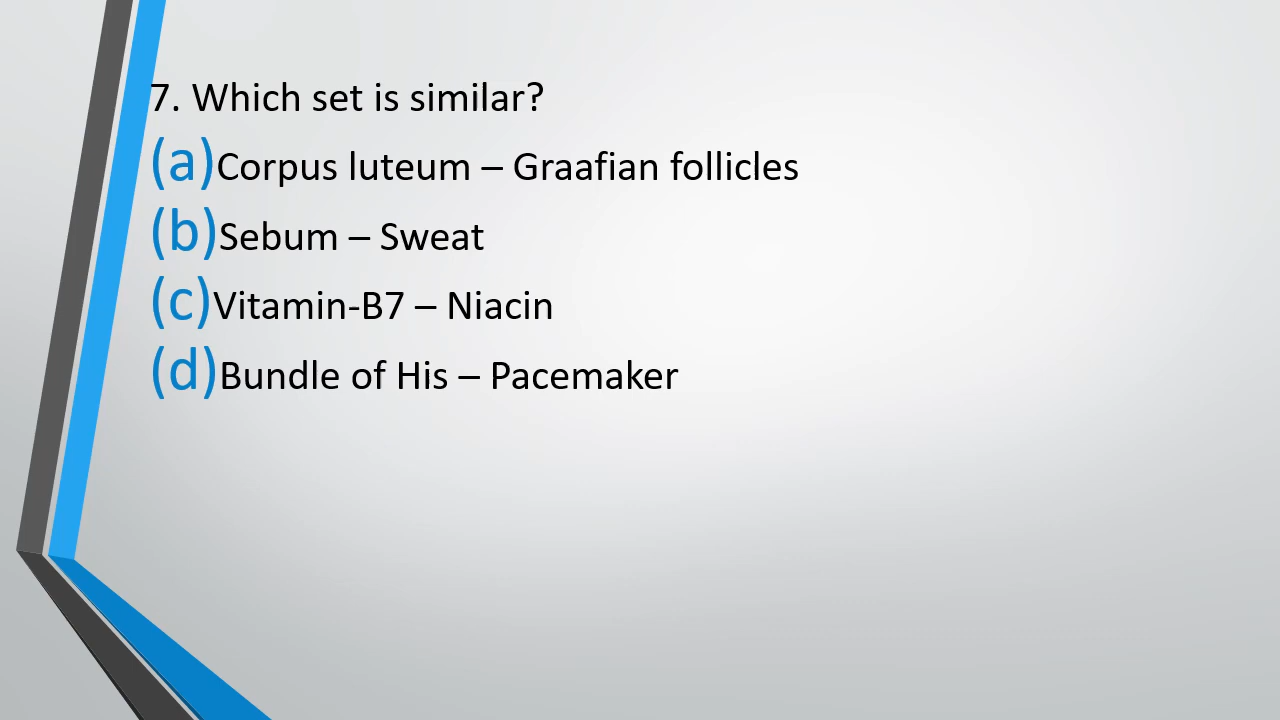 7. Which set is similar?
(a)Corpus luteum – Graafian follicles
(b)Sebum – Sweat
(c)Vitamin-B7 – Niacin
(d)Bundle of His – Pacemaker